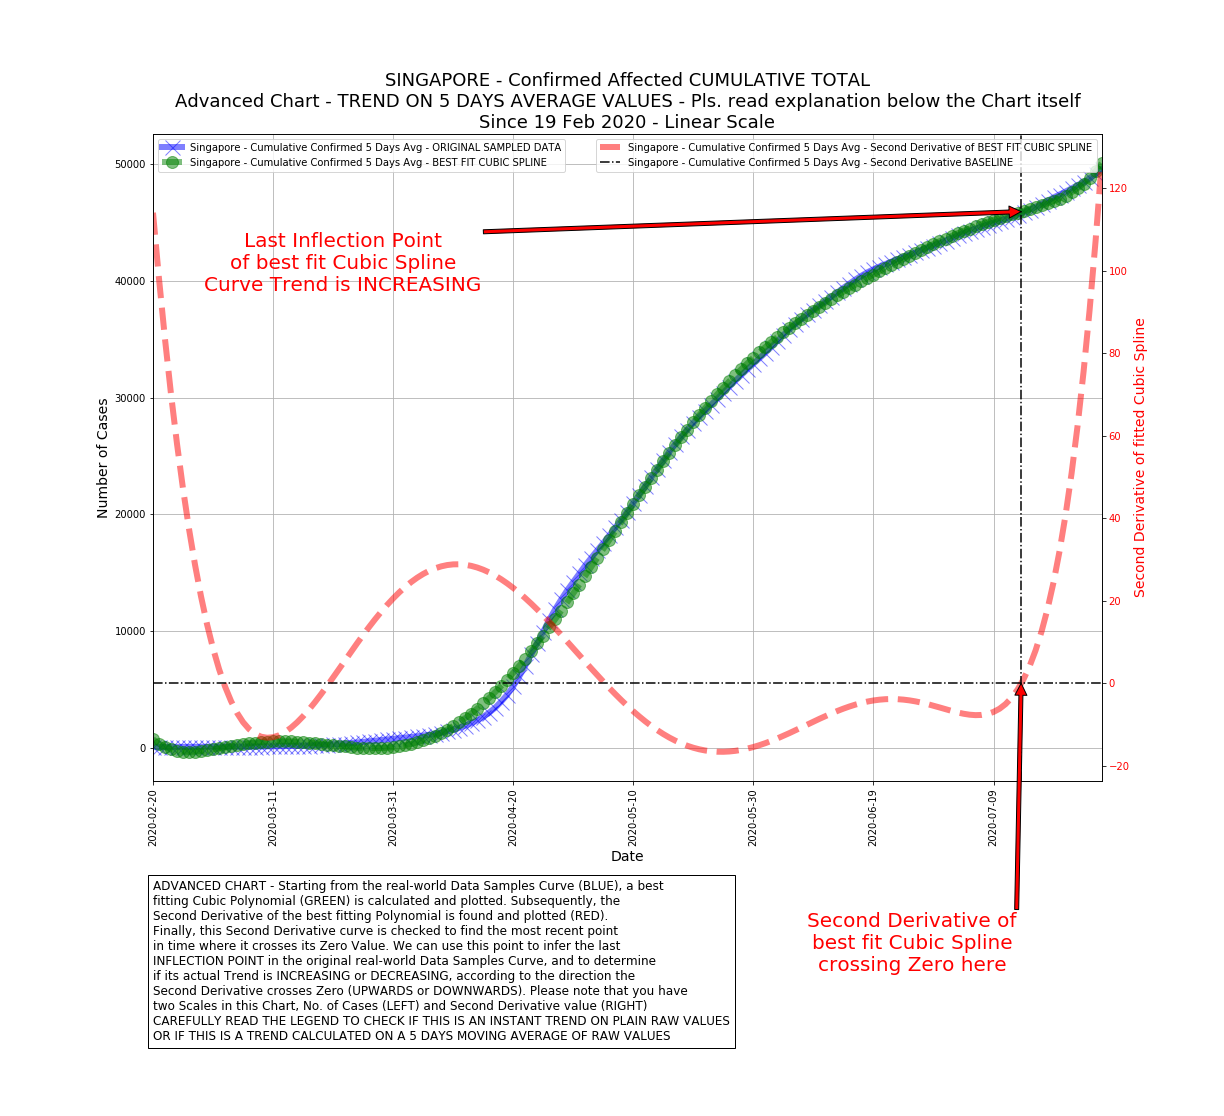 SINGAPORE - Confirmed Affected CUMULATIVE TOTAL
Advanced Chart - TREND ON 5 DAYS AVERAGE VALUES - Pls. read explanation below the Chart itself
Since 19 Feb 2020 - Linear Scale
Singapore - Cumulative Confirmed 5 Days Avg - ORIGINAL SAMPLED DATA
Singapore - Cumulative Confirmed 5 Days Avg - BEST FIT CUBIC SPLINE
Singapore - Cumulative Confirmed 5 Days Avg - Second Derivative of BEST FIT CUBIC SPLINE
Singapore - Cumulative Confirmed 5 Days Avg - Second Derivative BASELINE
Last Inflection Point
of best fit Cubic Spline
Curve Trend is INCREASING
Number of Cases
50000
40000
30000
20000
10000
0
120
100
80
60
40
20
0
−20
Second Derivative of fitted Cubic Spline
2020-02-20
2020-03-11
2020-03-31
2020-04-20
2020-05-10
2020-05-30
2020-06-19
2020-07-09
Date
ADVANCED CHART - Starting from the real-world Data Samples Curve (BLUE), a best
fitting Cubic Polynomial (GREEN) is calculated and plotted. Subsequently, the
Second Derivative of the best fitting Polynomial is found and plotted (RED).
Finally, this Second Derivative curve is checked to find the most recent point
in time where it crosses its Zero Value. We can use this point to infer the last
INFLECTION POINT in the original real-world Data Samples Curve, and to determine
if its actual Trend is INCREASING or DECREASING, according to the direction the
Second Derivative crosses Zero (UPWARDS or DOWNWARDS). Please note that you have
two Scales in this Chart, No. of Cases (LEFT) and Second Derivative value (RIGHT)
CAREFULLY READ THE LEGEND TO CHECK IF THIS IS AN INSTANT TREND ON PLAIN RAW VALUES
OR IF THIS IS A TREND CALCULATED ON A 5 DAYS MOVING AVERAGE OF RAW VALUES
Second Derivative of
best fit Cubic Spline
crossing Zero here